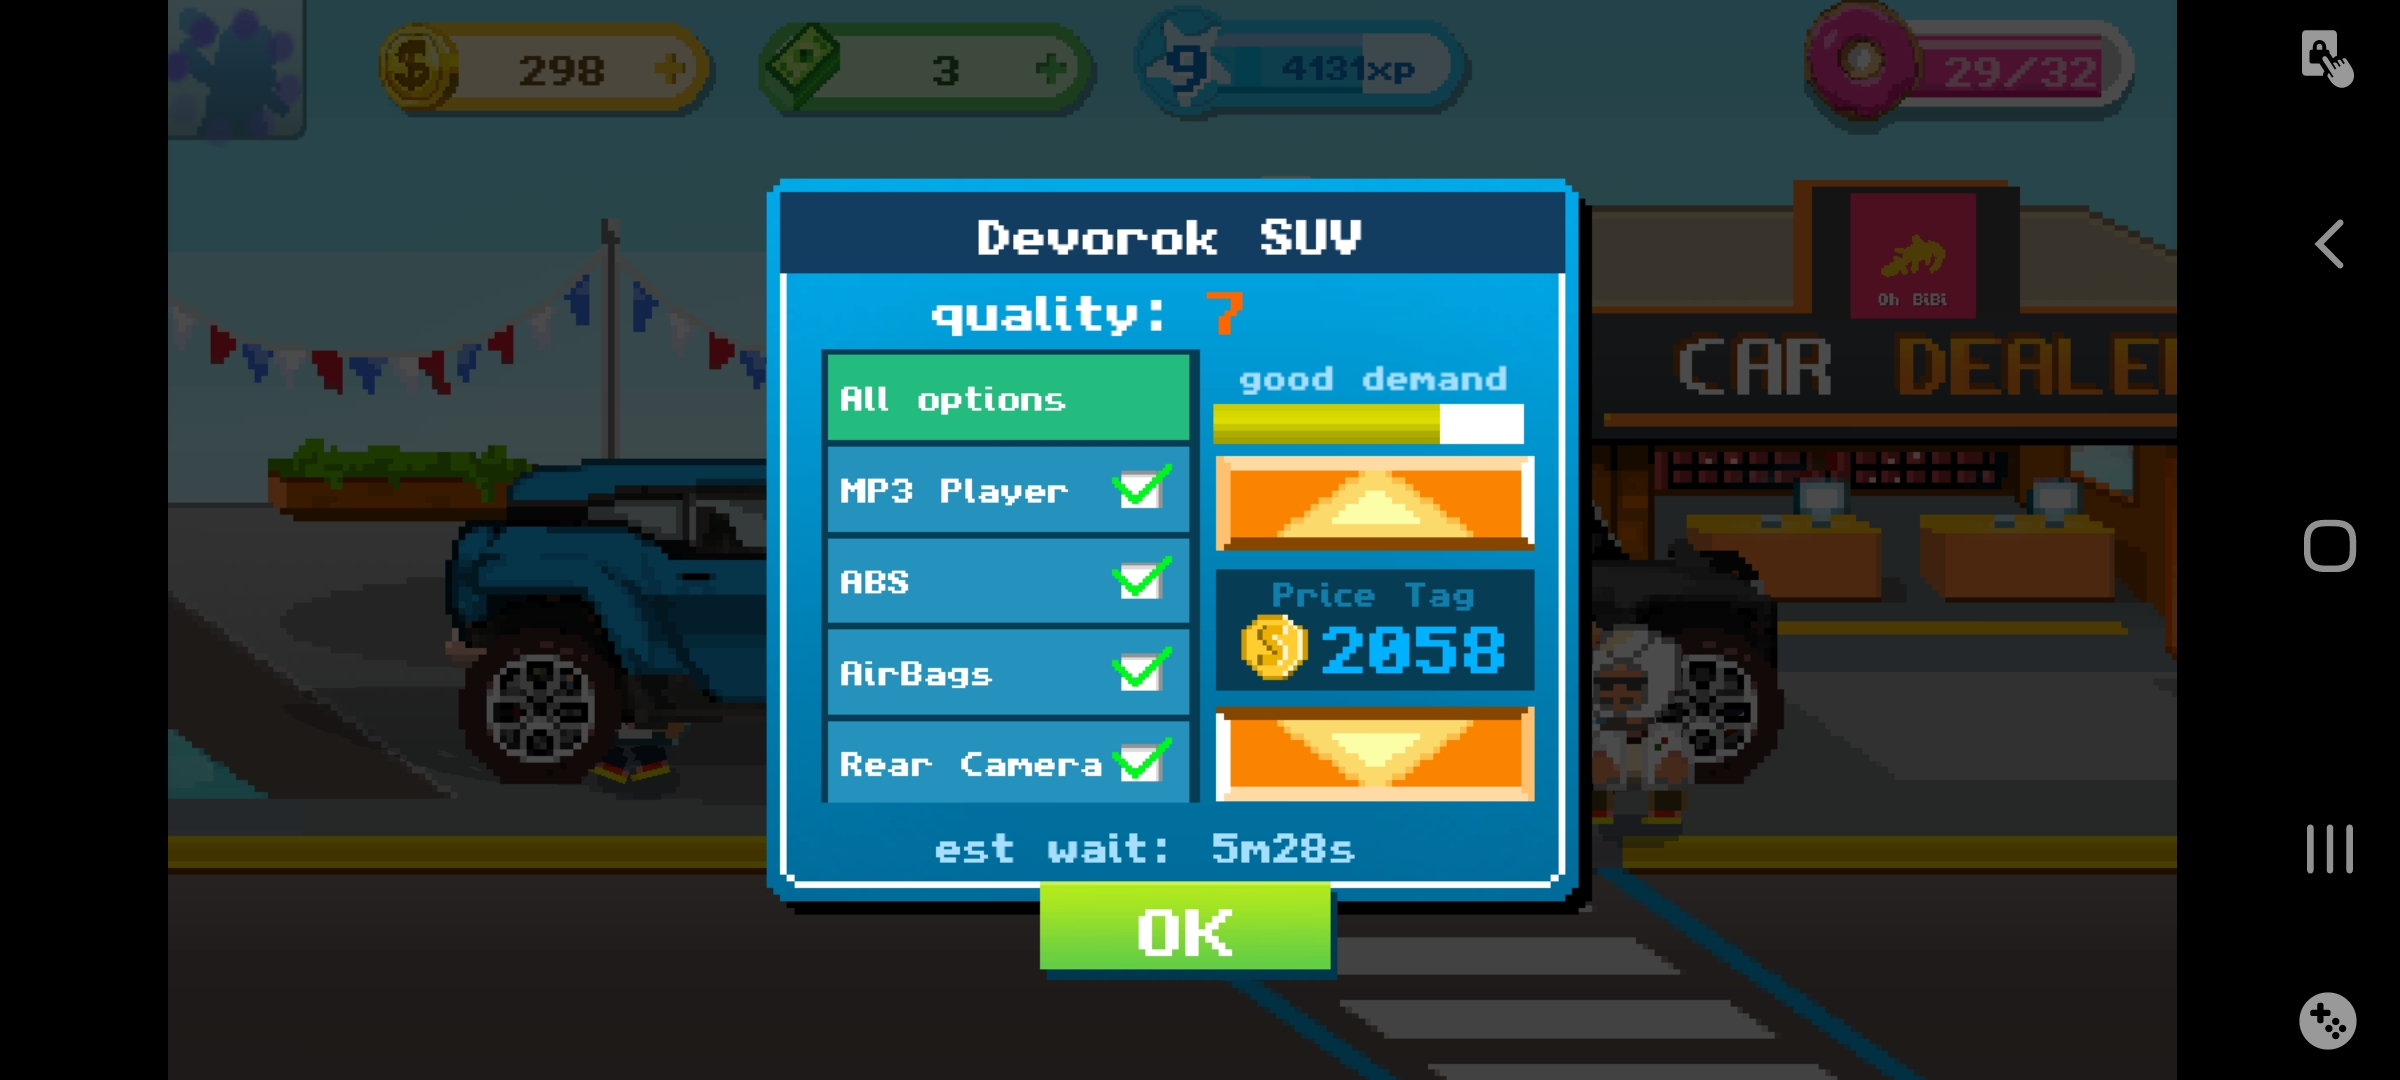 298
3
9
4131xp
29/32
Devorok SUV
quality: 7
All options
MP3 Player
ABS
AirBags
Rear Camera
good demand
Price Tag
2058
est wait: 5m28s
OK
Oh BiBi
CAR DEALE